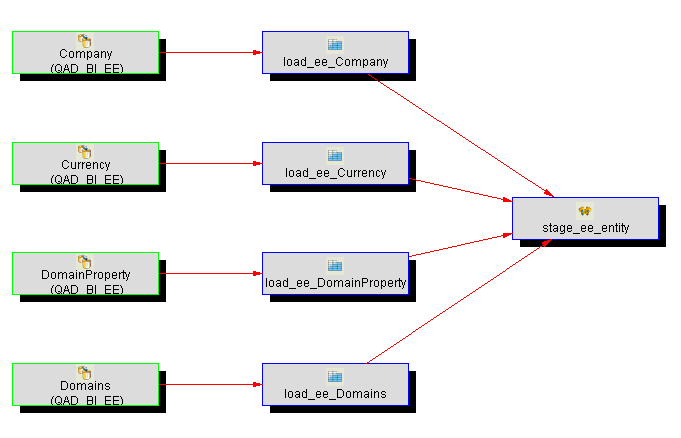 Company
(QAD_BI_EE)
load_ee_Company
Currency
(QAD_BI_EE)
load_ee_Currency
stage_ee_entity
DomainProperty
(QAD_BI_EE)
load_ee_DomainProperty
Domains
(QAD_BI_EE)
load_ee_Domains